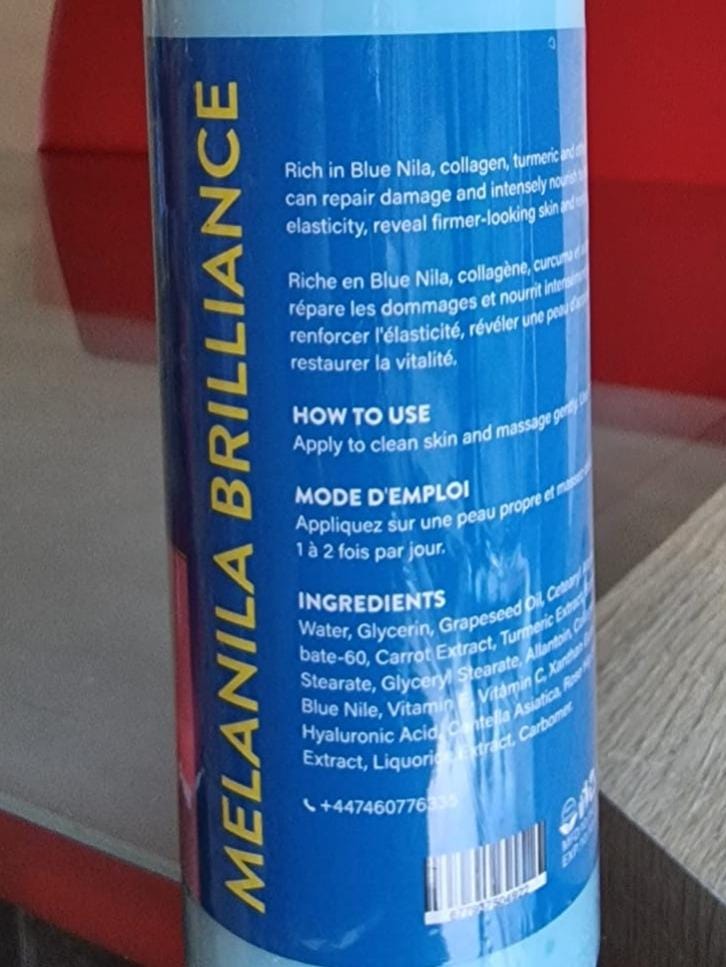 MELANILA BRILLIANCE
Rich in Blue Nila, collagen, turmeric and
can repair damage and intensely nourish
elasticity, reveal firmer-looking skin and
Riche en Blue Nila, collagène, curcuma et
répare les dommages et nourrit
renforcer l'élasticité, révéler une peau
restaurer la vitalité.
HOW TO USE
Apply to clean skin and massage gently.
MODE D'EMPLOI
Appliquez sur une peau propre et
1 à 2 fois par jour.
INGREDIENTS
Water, Glycerin, Grapeseed Oil,
bate-60, Carrot Extract, Turmeric Extract,
Stearate, Glyceryl Stearate, Allantoin,
Blue Nile, Vitamin Vitamin C, Xanthan
Hyaluronic Acid, Centella Asiatica, Rose
Extract, Liquorice Extract, Carbomer.
+447460776335